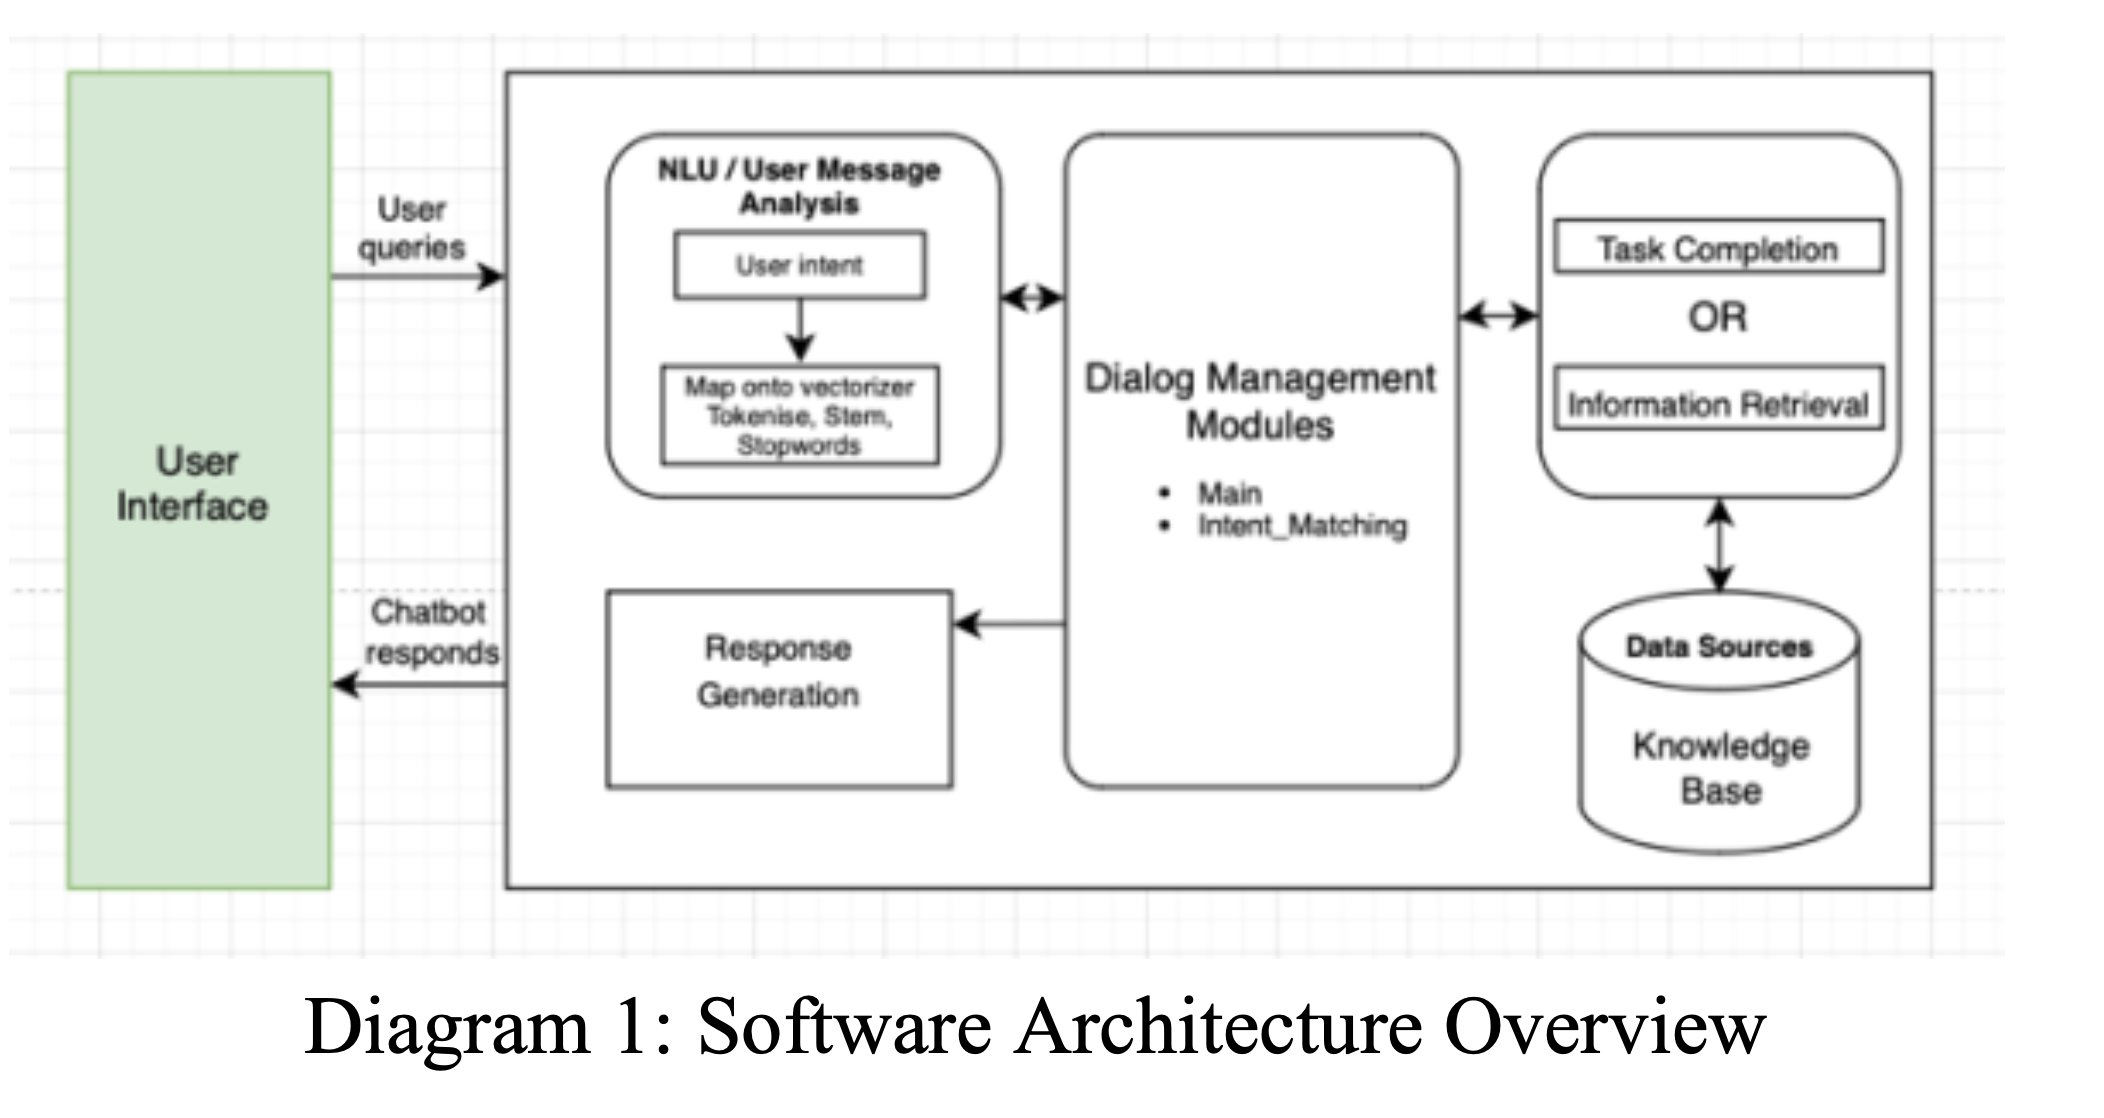 User
Interface
User
queries
Chatbot
responds
NLU / User Message
Analysis
User intent
Map onto vectorizer
Tokenise, Stem,
Stopwords
Response
Generation
Dialog Management
Modules
• Main
• Intent_Matching
Task Completion
OR
Information Retrieval
Data Sources
Knowledge
Base
Diagram 1: Software Architecture Overview